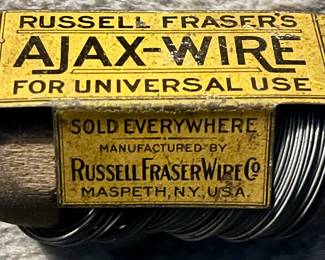 RUSSELL FRASER'S
AJAX-WIRE
FOR UNIVERSAL USE
SOLD EVERYWHERE
MANUFACTURED BY
RUSSELL FRASER WIRE CO
MASPETH, N.Y., U.S.A.